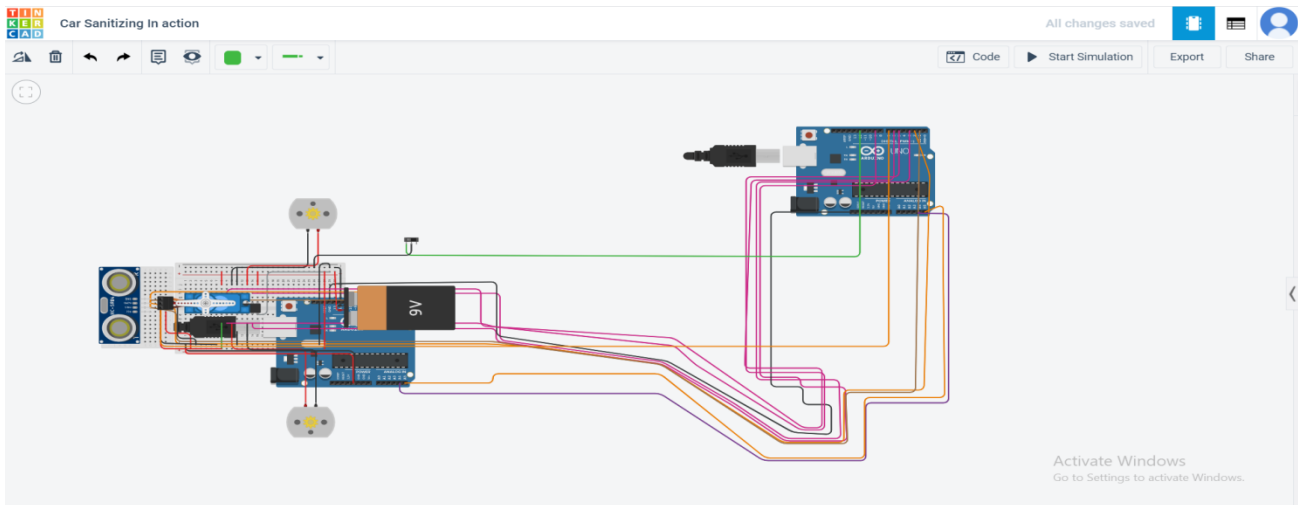 TIN
KER
CAD
Car Sanitizing In action
All changes saved
Code
Start Simulation
Export
Share
UNO
9V
Activate Windows
Go to Settings to activate Windows.